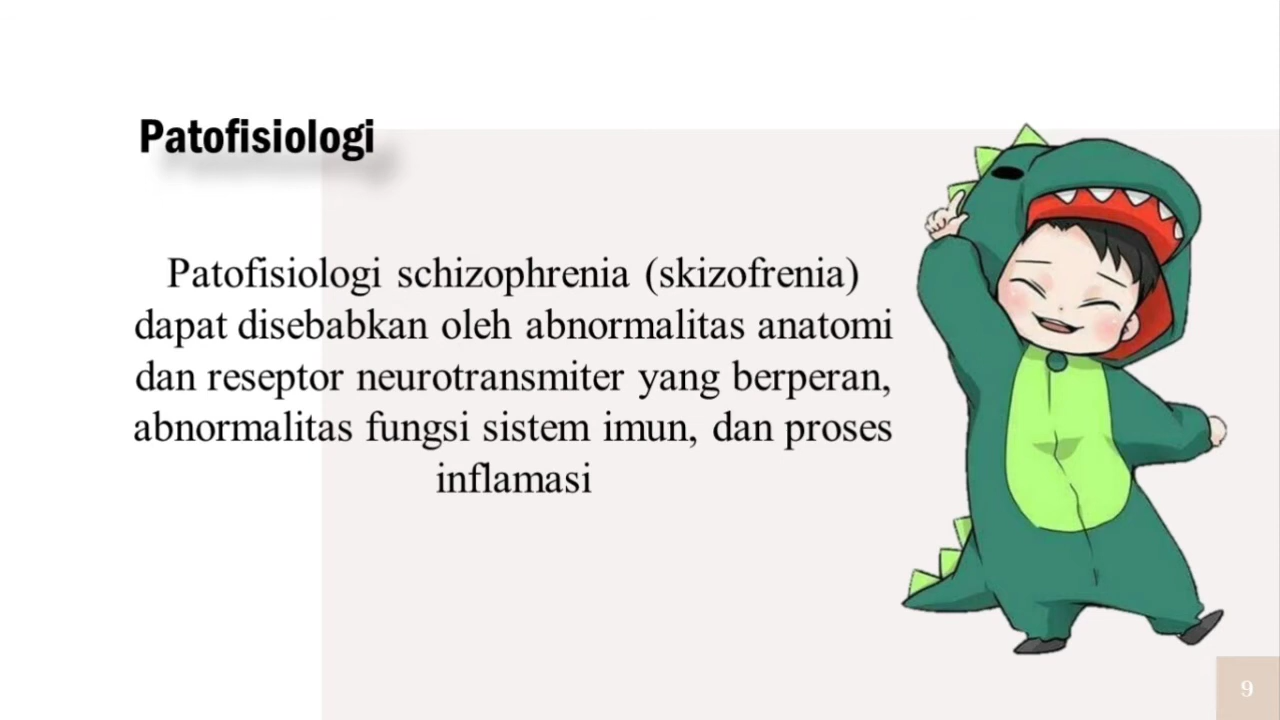 Patofisiologi
Patofisiologi schizophrenia (skizofrenia)
dapat disebabkan oleh abnormalitas anatomi
dan reseptor neurotransmiter yang berperan,
abnormalitas fungsi sistem imun, dan proses
inflamasi
9